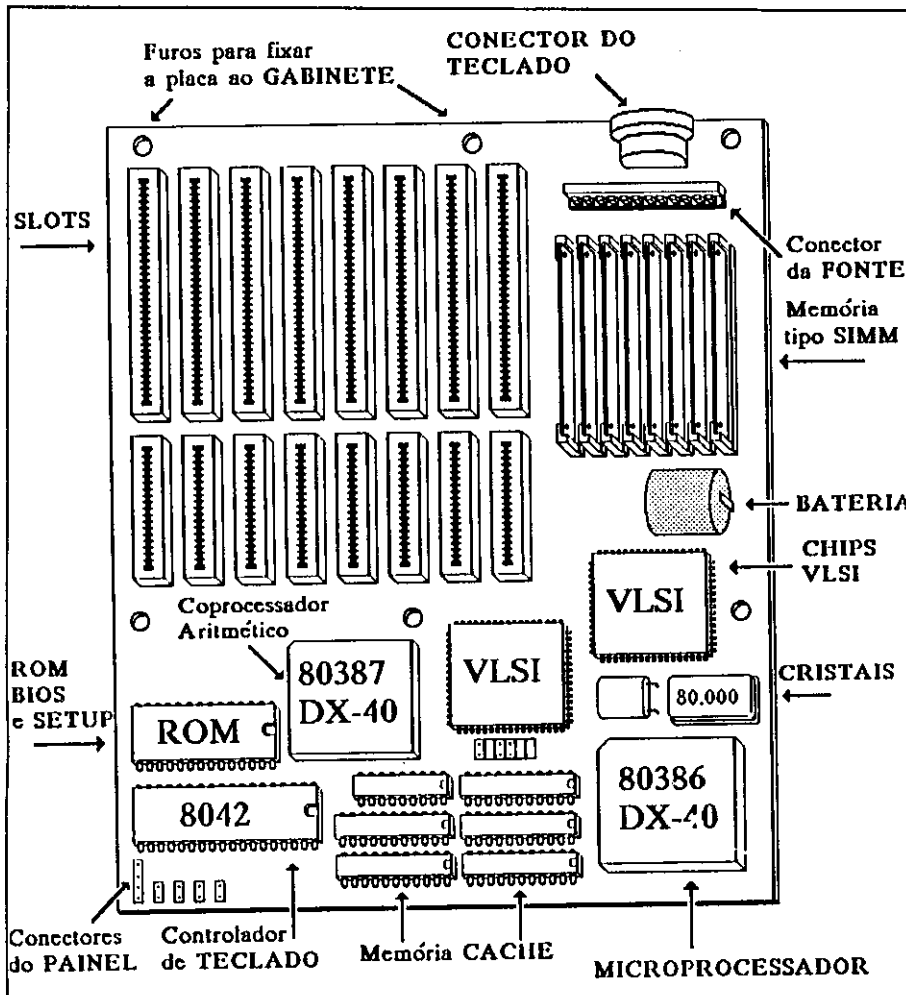 Furos para fixar
a placa ao GABINETE
CONECTOR DO
TECLADO
SLOTS
Conector
da FONTE
Memória
tipo SIMM
BATERIA
CHIPS
VLSI
VLSI
Coprocessador
Aritmético
VLSI
ROM
BIOS
e SETUP
80387
DX-40
CRISTAIS
80.000
ROM
80386
DX-40
8042
Conectores
do PAINEL
Controlador
de TECLADO
Memória CACHE
MICROPROCESSADOR